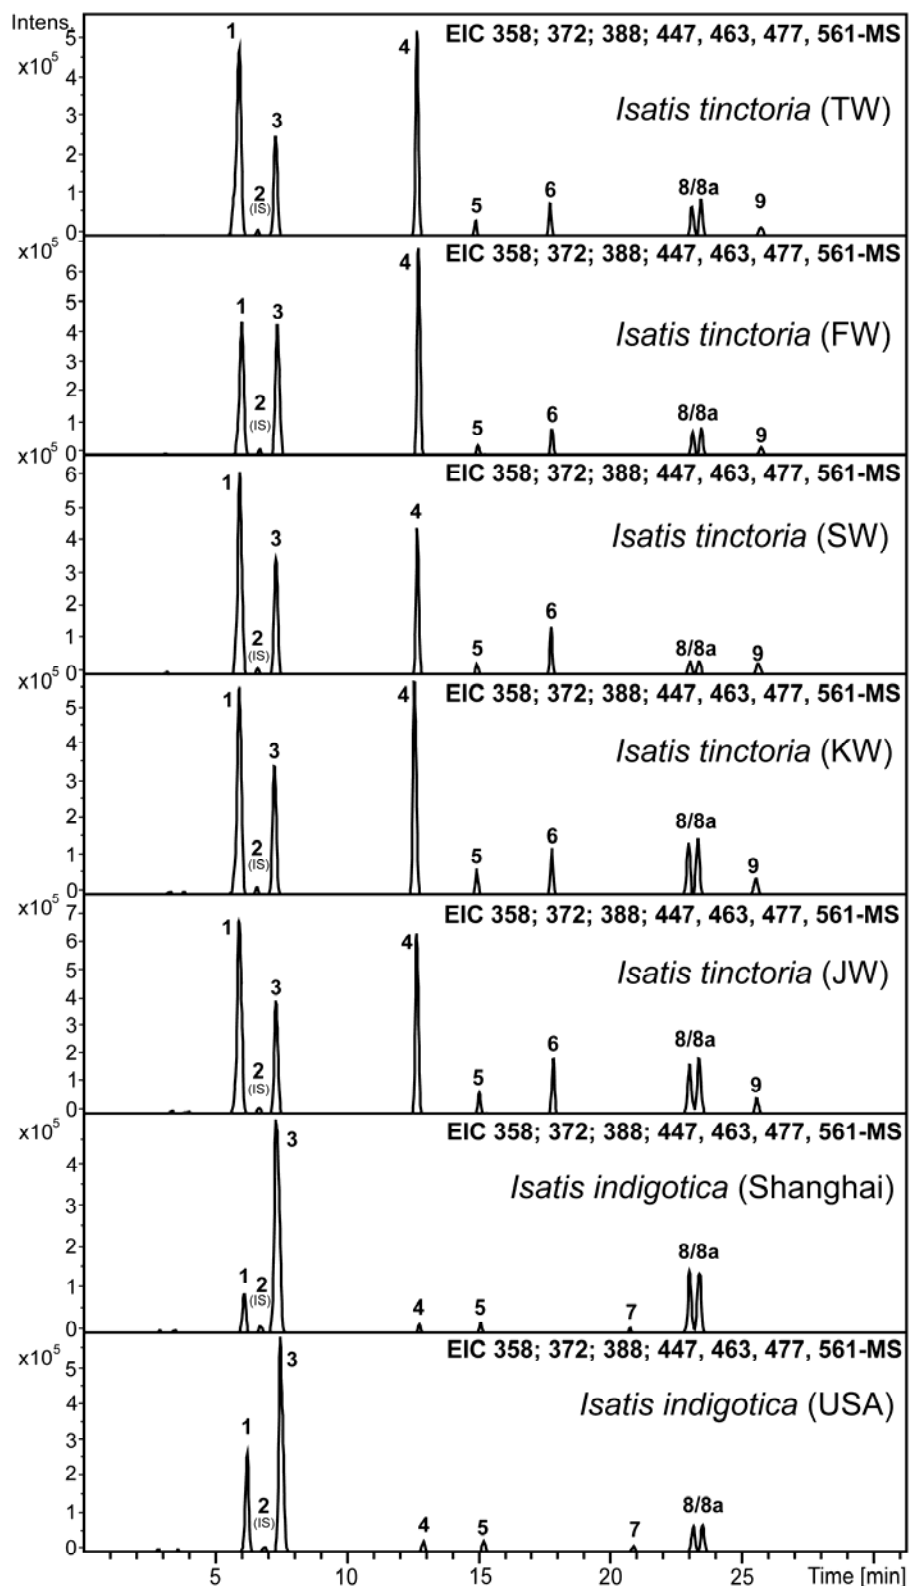 Intens.
x10⁵
5
4
3
2
1
0
EIC 358; 372; 388; 447, 463, 477, 561-MS
Isatis tinctoria (TW)
1
2
(IS)
3
4
5
6
8/8a
9
x10⁵
6
5
4
3
2
1
0
EIC 358; 372; 388; 447, 463, 477, 561-MS
Isatis tinctoria (FW)
1
2
(IS)
3
4
5
6
8/8a
9
x10⁵
6
5
4
3
2
1
0
EIC 358; 372; 388; 447, 463, 477, 561-MS
Isatis tinctoria (SW)
1
2
(IS)
3
4
5
6
8/8a
9
x10⁵
5
4
3
2
1
0
EIC 358; 372; 388; 447, 463, 477, 561-MS
Isatis tinctoria (KW)
1
2
(IS)
3
4
5
6
8/8a
9
x10⁵
7
6
5
4
3
2
1
0
EIC 358; 372; 388; 447, 463, 477, 561-MS
Isatis tinctoria (JW)
1
2
(IS)
3
4
5
6
8/8a
9
x10⁵
4
3
2
1
0
EIC 358; 372; 388; 447, 463, 477, 561-MS
Isatis indigotica (Shanghai)
1
2
(IS)
3
4
5
7
8/8a
x10⁵
5
4
3
2
1
0
EIC 358; 372; 388; 447, 463, 477, 561-MS
Isatis indigotica (USA)
1
2
(IS)
3
4
5
7
8/8a
5 10 15 20 25 Time [min]